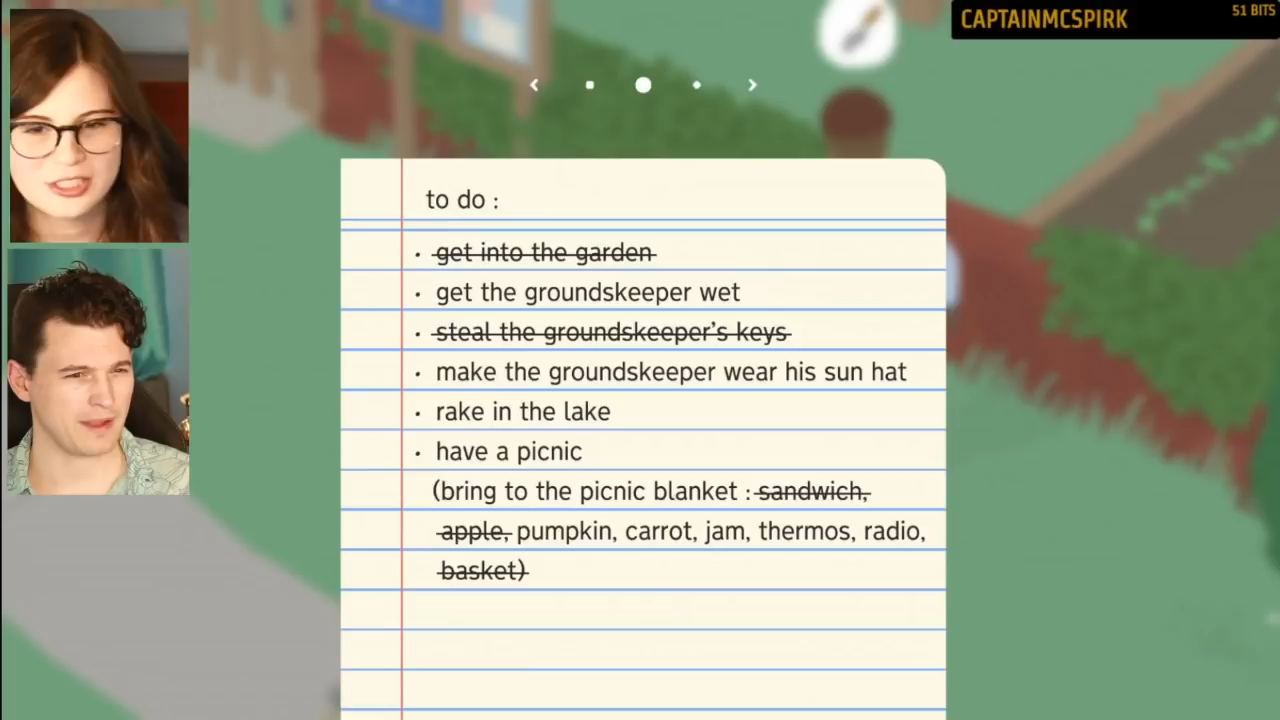 CAPTAINMCSPIRK
51 BITS
to do :
· get into the garden
· get the groundskeeper wet
· steal the groundskeeper's keys
· make the groundskeeper wear his sun hat
· rake in the lake
· have a picnic
(bring to the picnic blanket : sandwich,
apple, pumpkin, carrot, jam, thermos, radio,
basket)